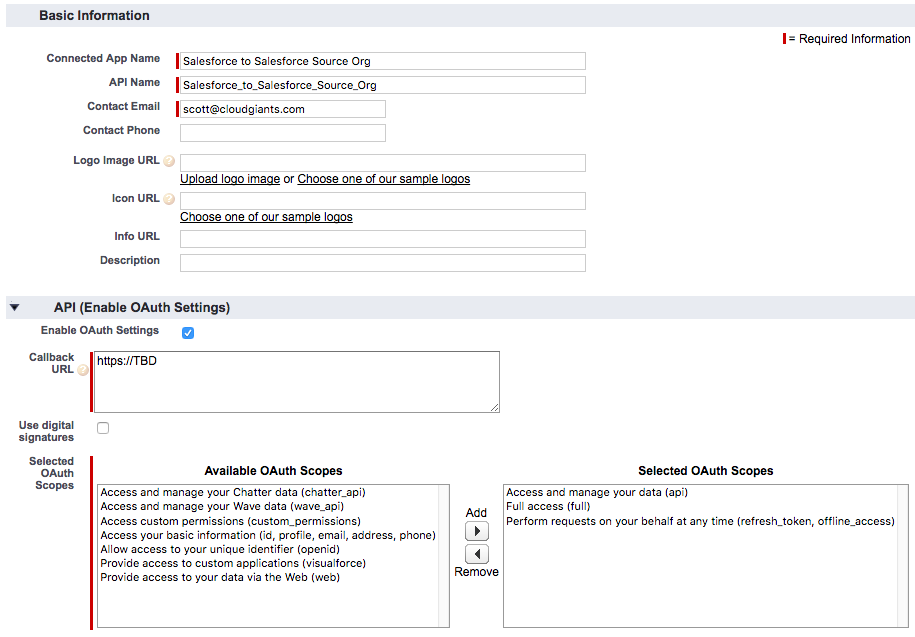 Basic Information
= Required Information
Connected App Name Salesforce to Salesforce Source Org
API Name Salesforce_to_Salesforce_Source_Org
Contact Email scott@cloudgiants.com
Contact Phone
Logo Image URL ?
Upload logo image or Choose one of our sample logos
Icon URL ?
Choose one of our sample logos
Info URL
Description
API (Enable OAuth Settings)
Enable OAuth Settings
Callback
URL ?
https://TBD
Use digital
signatures
Selected
OAuth
Scopes
Available OAuth Scopes
Access and manage your Chatter data (chatter_api)
Access and manage your Wave data (wave_api)
Access custom permissions (custom_permissions)
Access your basic information (id, profile, email, address, phone)
Allow access to your unique identifier (openid)
Provide access to custom applications (visualforce)
Provide access to your data via the Web (web)
Add
Remove
Selected OAuth Scopes
Access and manage your data (api)
Full access (full)
Perform requests on your behalf at any time (refresh_token, offline_access)